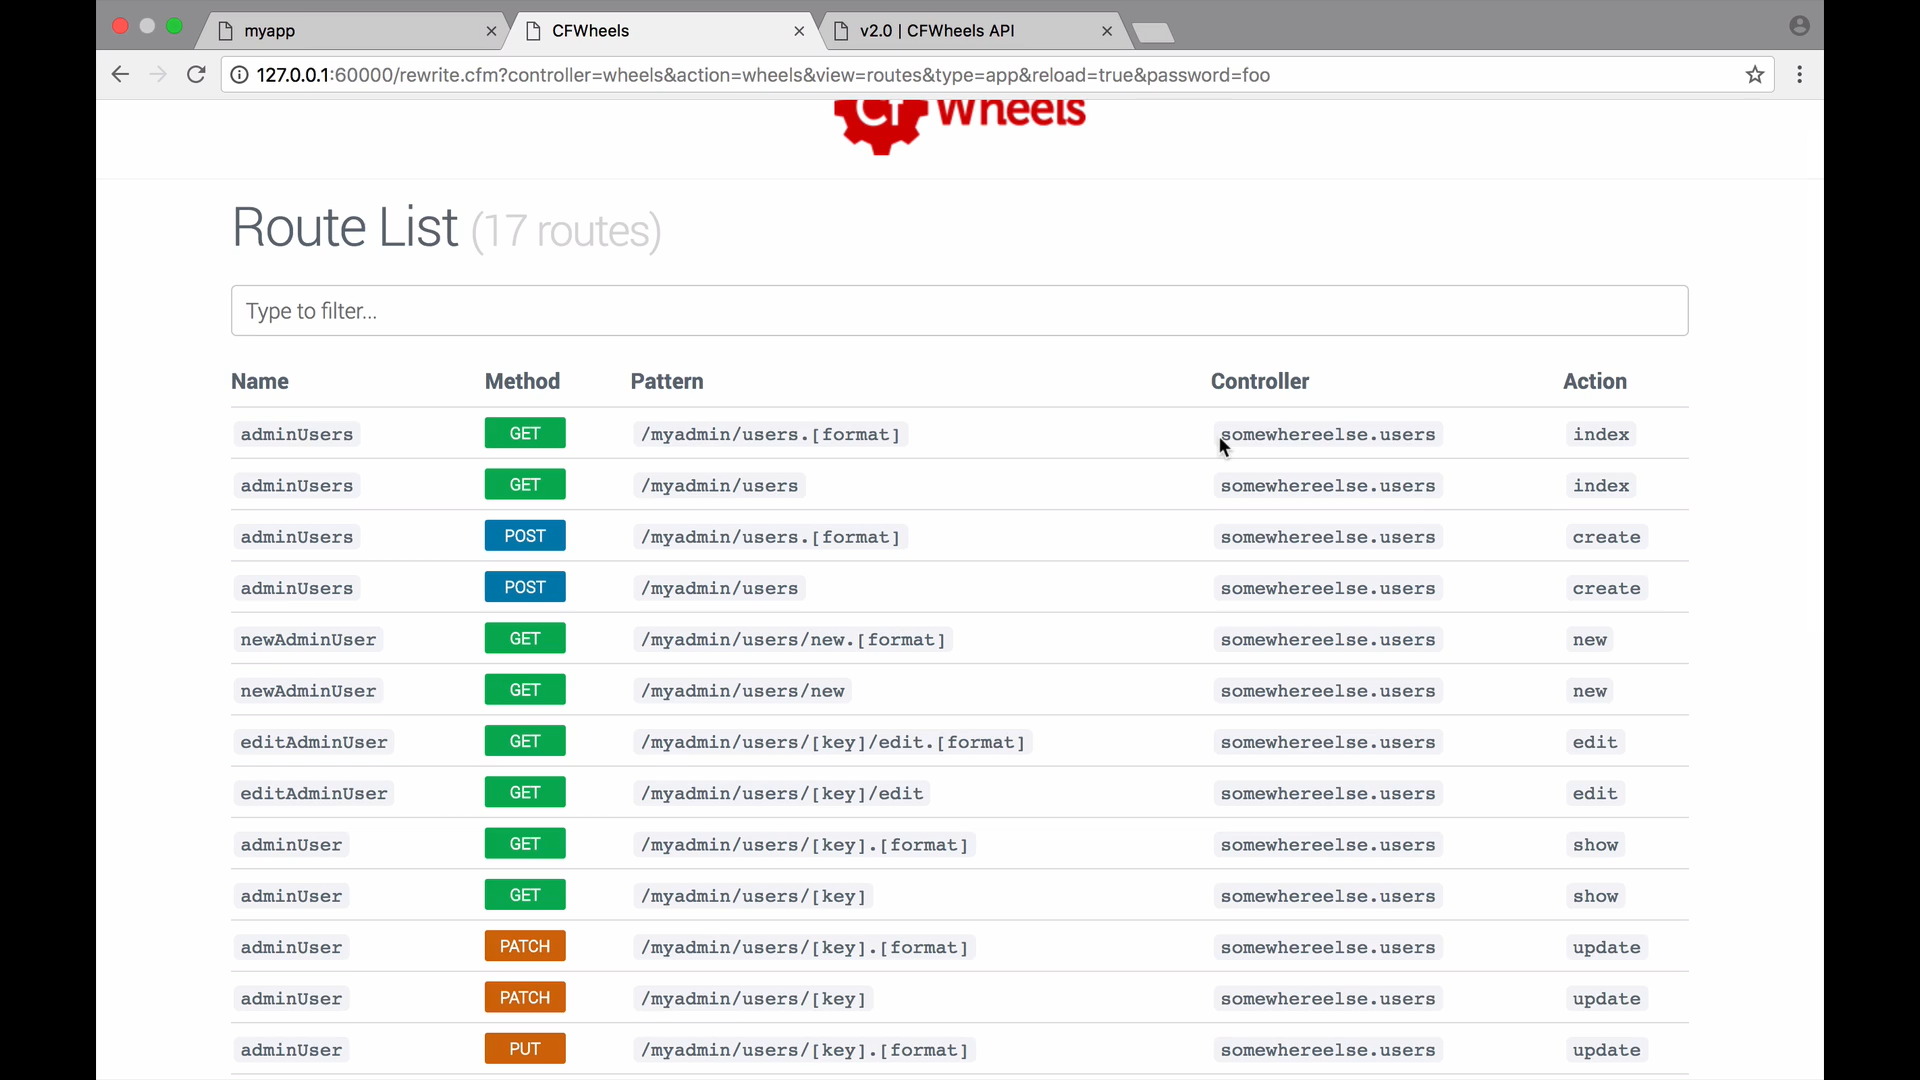 myapp
CFWheels
v2.0 | CFWheels API
127.0.0.1:60000/rewrite.cfm?controller=wheels&action=wheels&view=routes&type=app&reload=true&password=foo
Cf Wheels
Route List (17 routes)
Type to filter...
Name Method Pattern Controller Action
adminUsers GET /myadmin/users.[format] somewhereelse.users index
adminUsers GET /myadmin/users somewhereelse.users index
adminUsers POST /myadmin/users.[format] somewhereelse.users create
adminUsers POST /myadmin/users somewhereelse.users create
newAdminUser GET /myadmin/users/new.[format] somewhereelse.users new
newAdminUser GET /myadmin/users/new somewhereelse.users new
editAdminUser GET /myadmin/users/[key]/edit.[format] somewhereelse.users edit
editAdminUser GET /myadmin/users/[key]/edit somewhereelse.users edit
adminUser GET /myadmin/users/[key].[format] somewhereelse.users show
adminUser GET /myadmin/users/[key] somewhereelse.users show
adminUser PATCH /myadmin/users/[key].[format] somewhereelse.users update
adminUser PATCH /myadmin/users/[key] somewhereelse.users update
adminUser PUT /myadmin/users/[key].[format] somewhereelse.users update